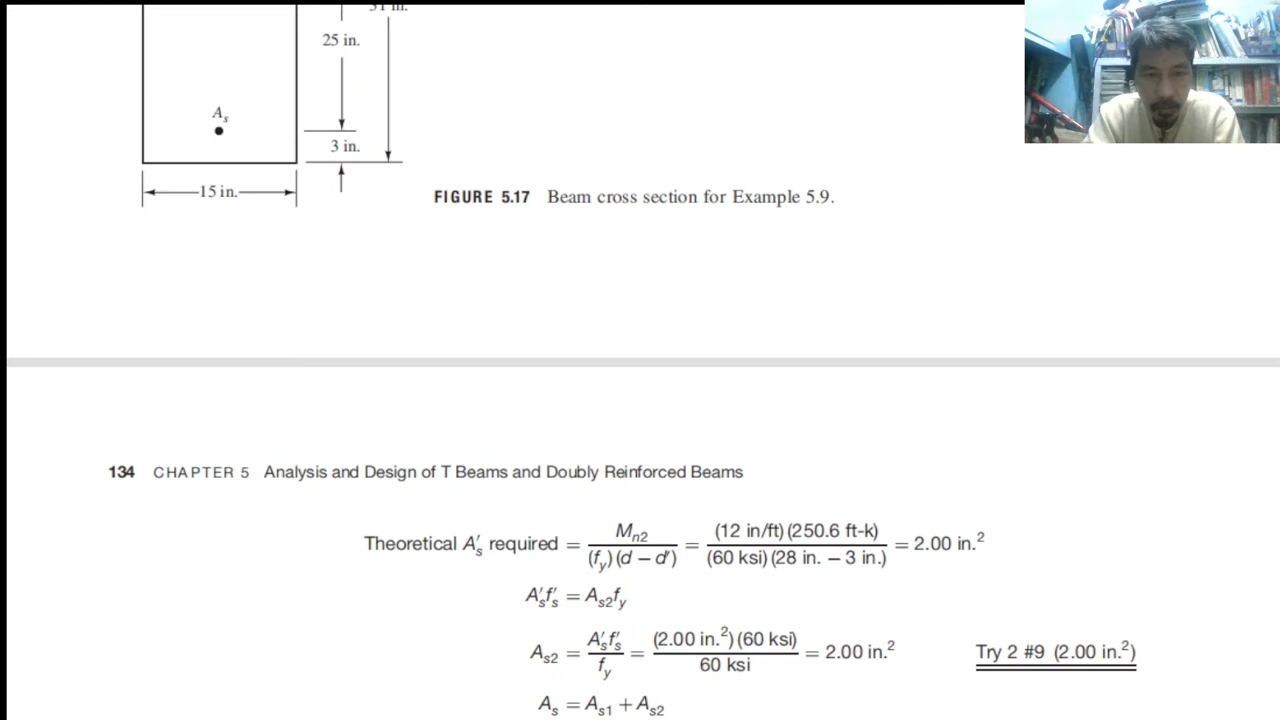 25 in.
A_s
3 in.
15 in.
FIGURE 5.17 Beam cross section for Example 5.9.
134 CHAPTER 5 Analysis and Design of T Beams and Doubly Reinforced Beams
Theoretical A′_s required = M_n2 / (f_y)(d − d′) = (12 in/ft)(250.6 ft-k) / (60 ksi)(28 in. − 3 in.) = 2.00 in.²
A′_s f′_s = A_s2 f_y
A_s2 = A′_s f′_s / f_y = (2.00 in.²)(60 ksi) / 60 ksi = 2.00 in.² Try 2 #9 (2.00 in.²)
A_s = A_s1 + A_s2